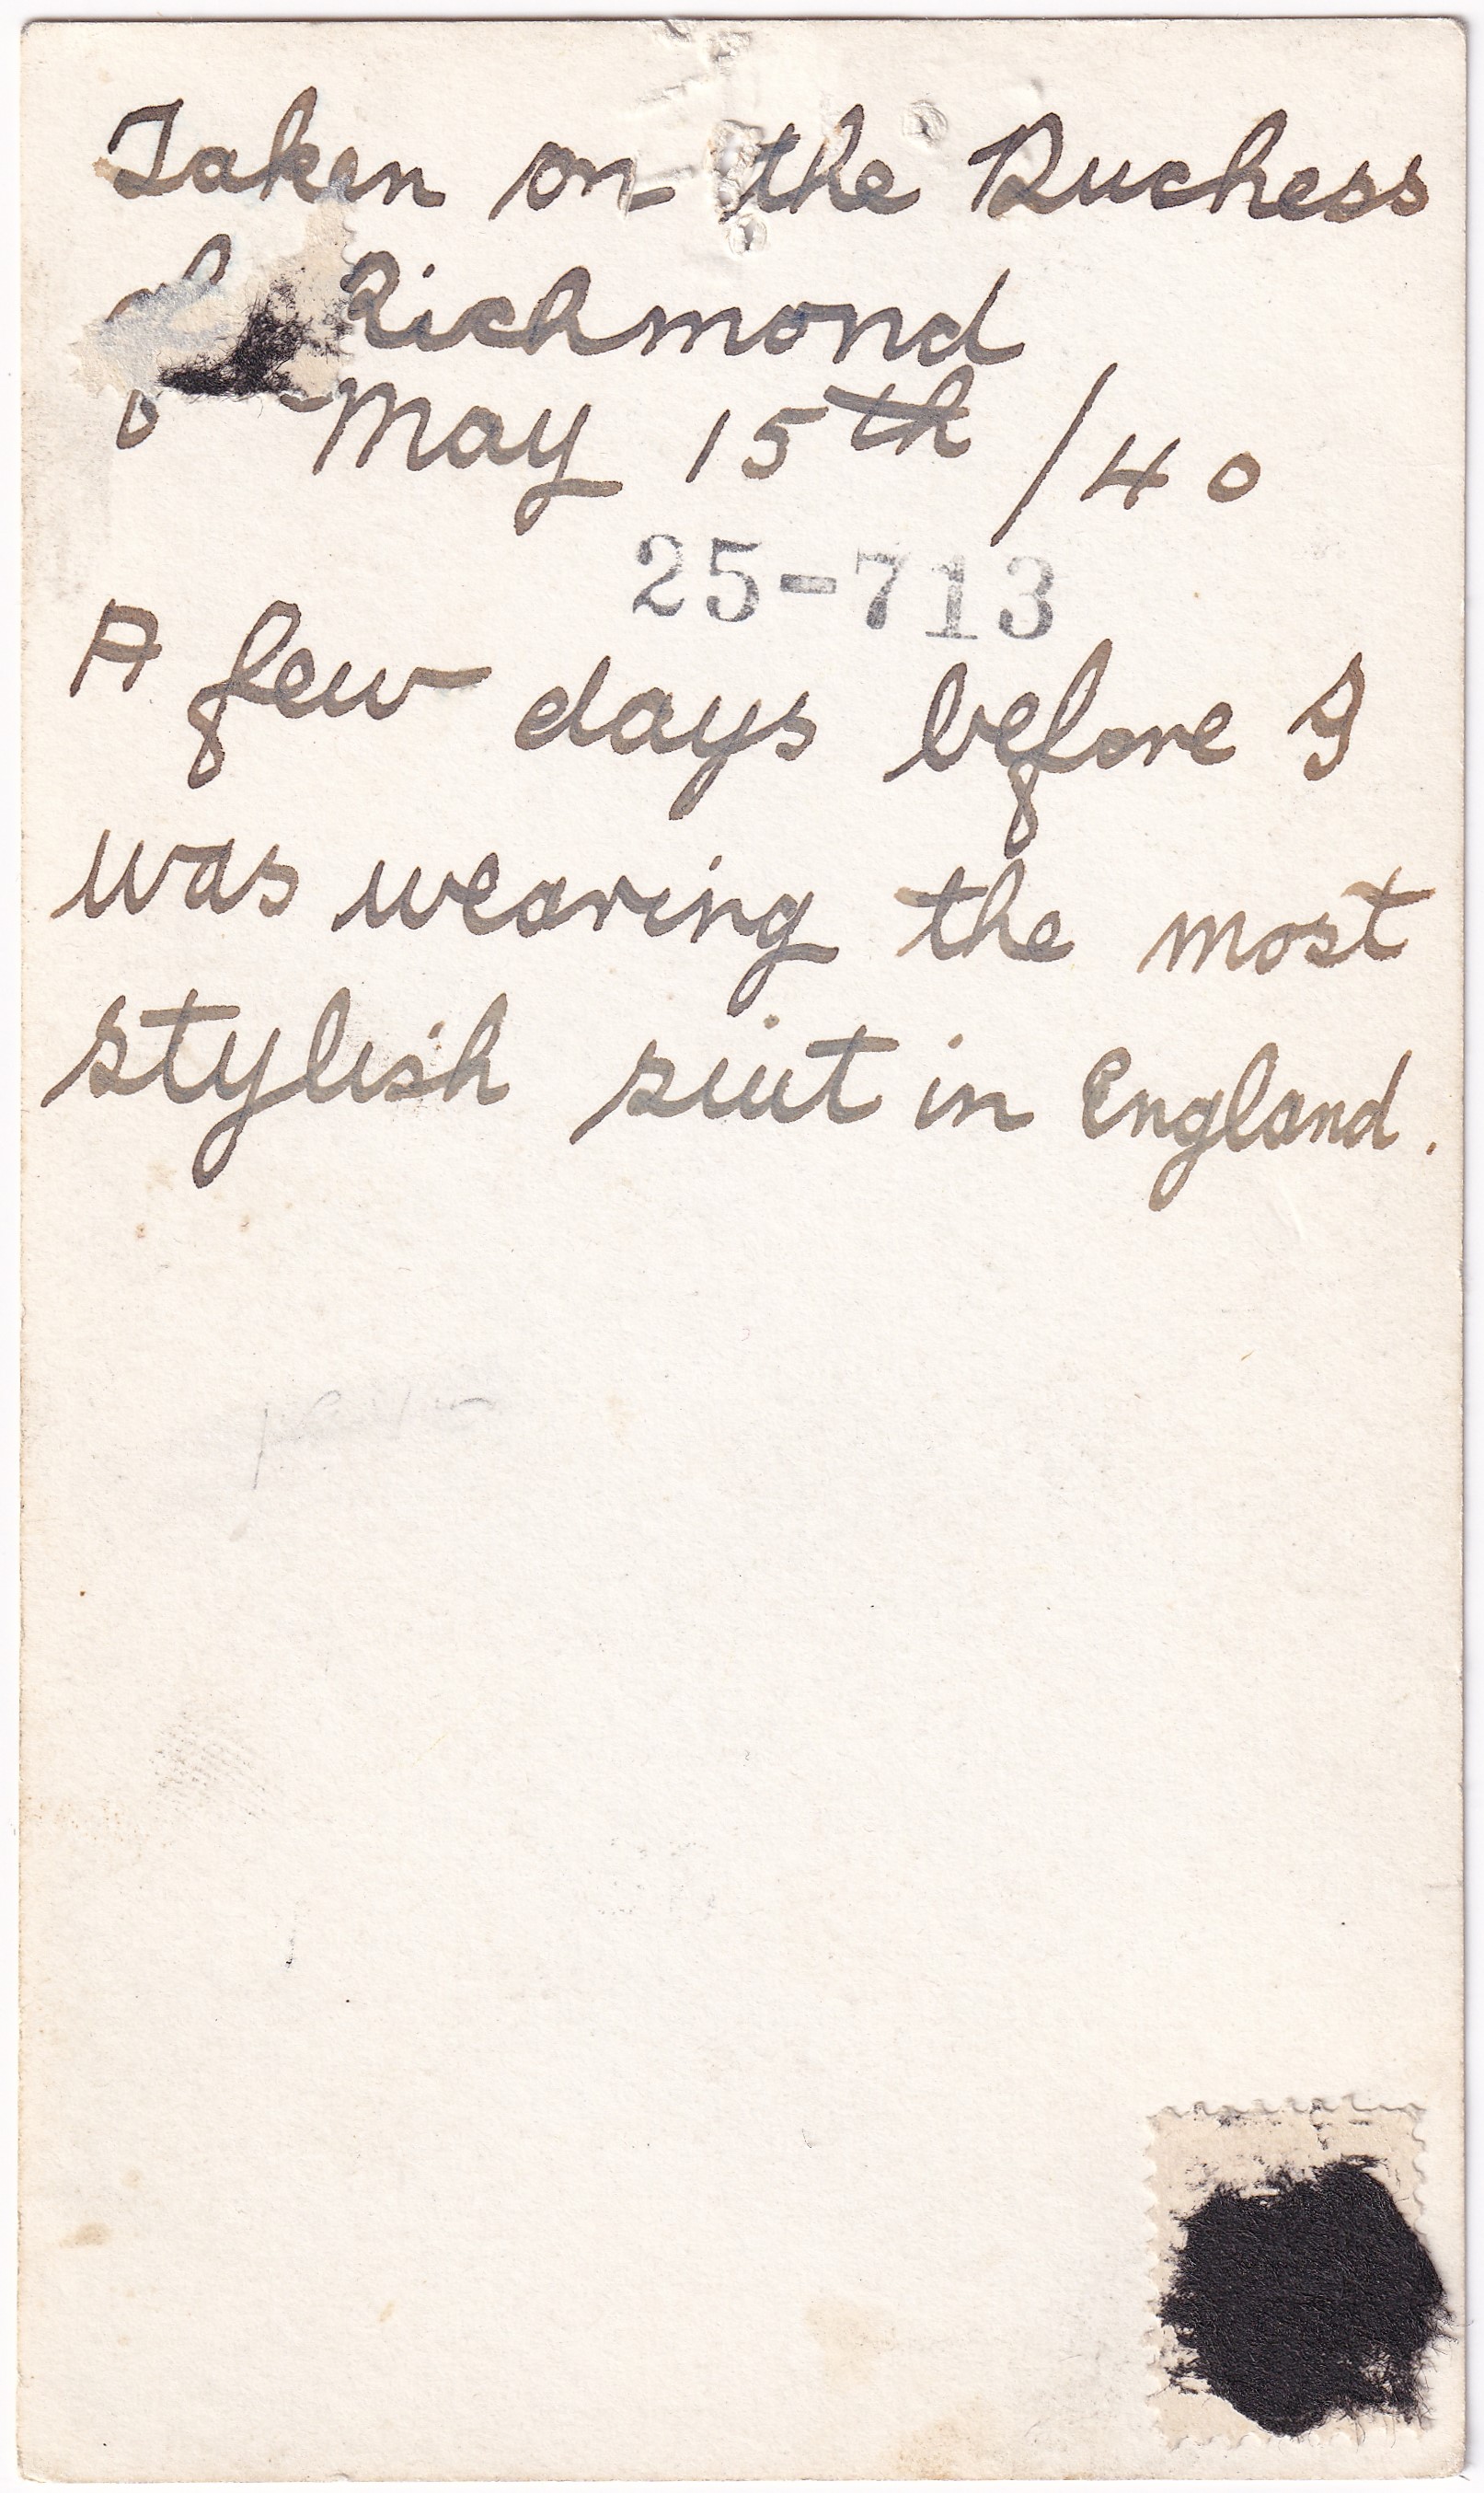 Taken on the Duchess
of Richmond
May 15th /40
25-713
A few days before I
was wearing the most
stylish suit in England.